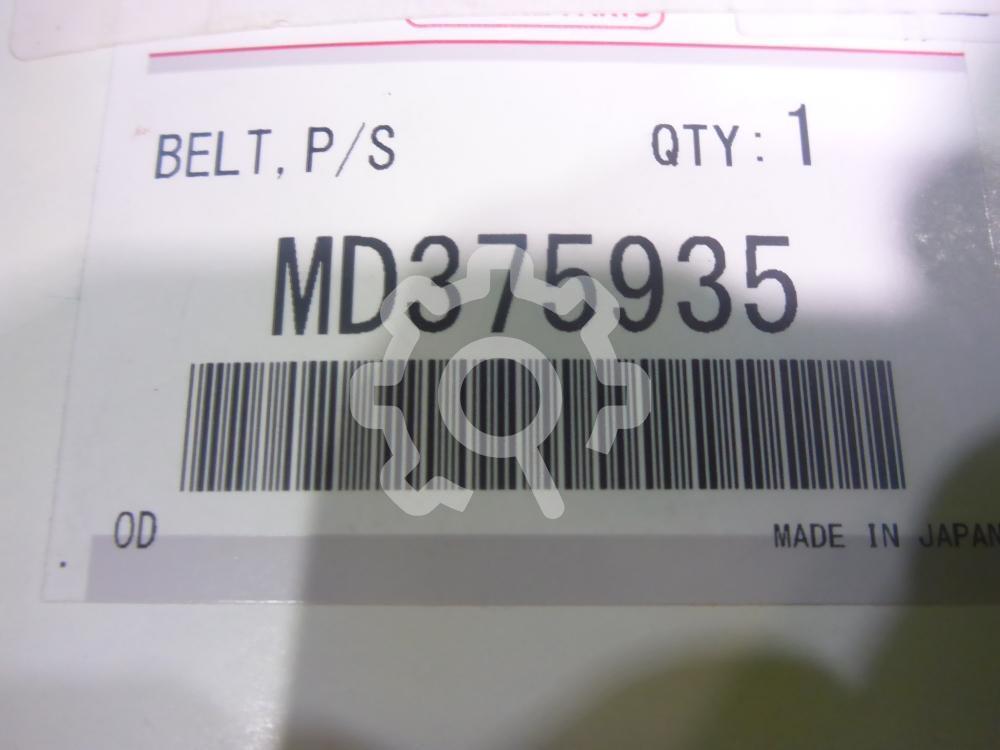 BELT, P/S QTY: 1
MD375935
OD MADE IN JAPAN